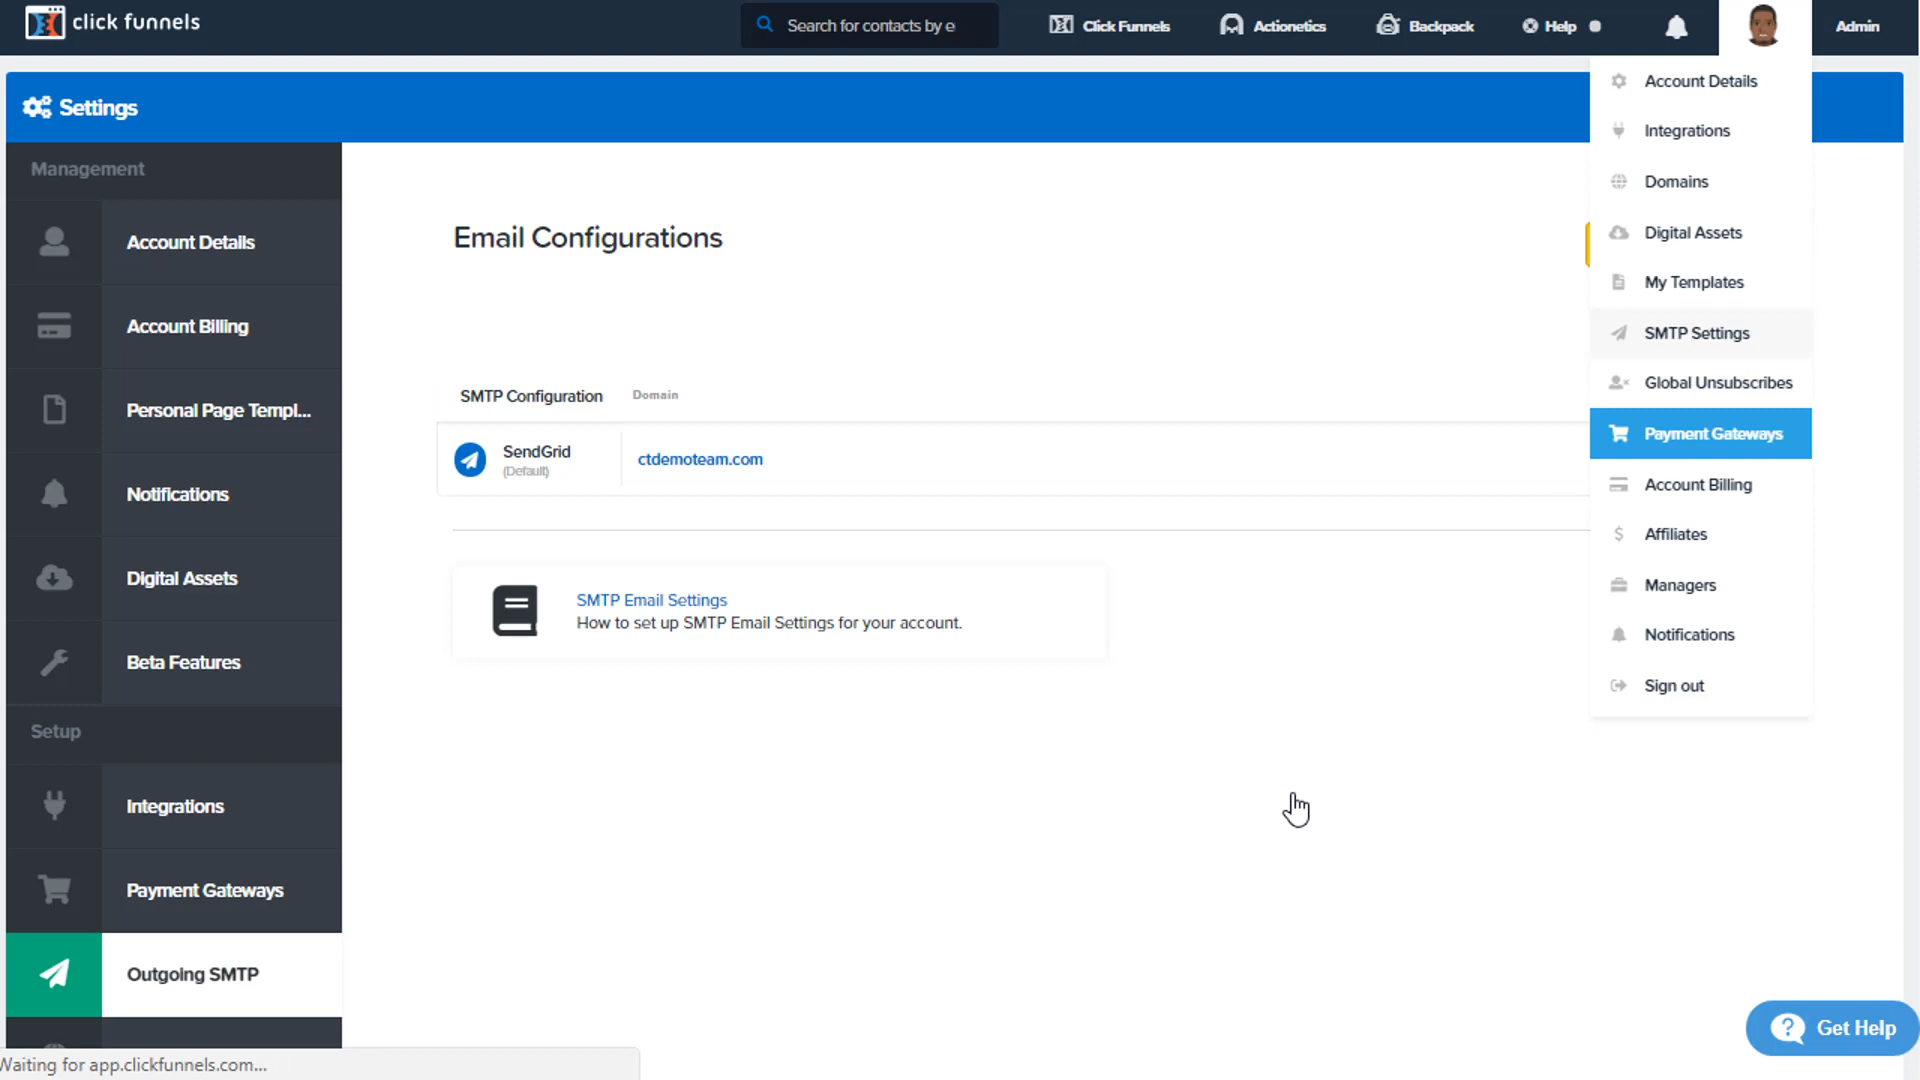 click funnels
Search for contacts by e
Click Funnels
Actionetics
Backpack
Help
Admin
Settings
Management
Account Details
Account Billing
Personal Page Templ...
Notifications
Digital Assets
Beta Features
Setup
Integrations
Payment Gateways
Outgoing SMTP
Email Configurations
SMTP Configuration
Domain
SendGrid
(Default)
ctdemoteam.com
SMTP Email Settings
How to set up SMTP Email Settings for your account.
Account Details
Integrations
Domains
Digital Assets
My Templates
SMTP Settings
Global Unsubscribes
Payment Gateways
Account Billing
Affiliates
Managers
Notifications
Sign out
Get Help
Waiting for app.clickfunnels.com...